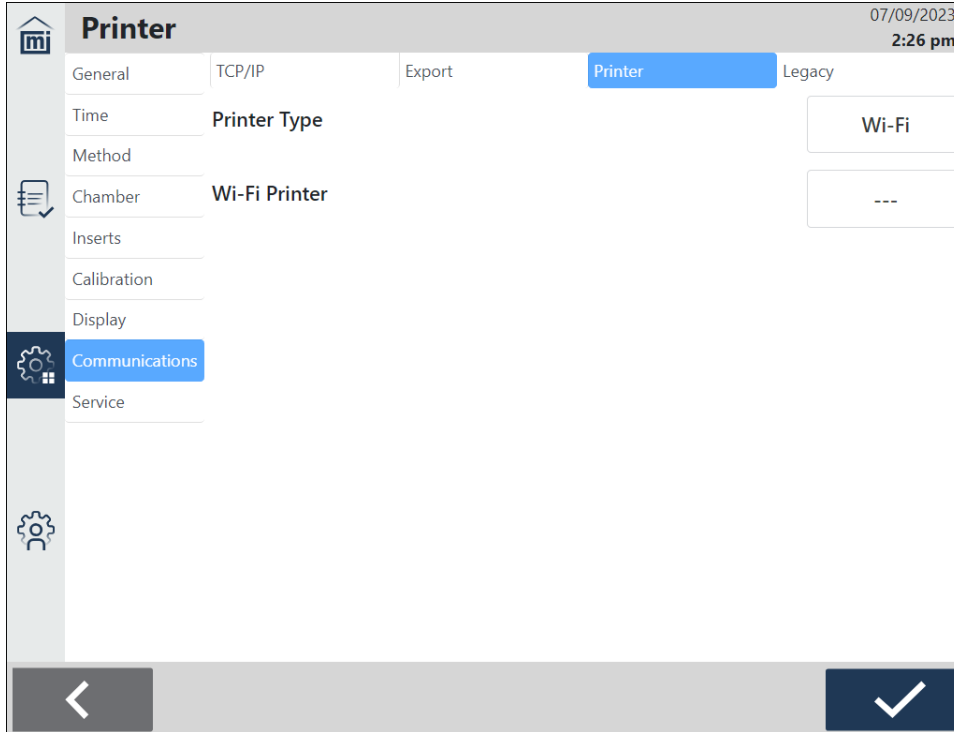 mi
Printer
07/09/2023
2:26 pm
General
Time
Method
Chamber
Inserts
Calibration
Display
Communications
Service
TCP/IP
Export
Printer
Legacy
Printer Type
Wi-Fi
Wi-Fi Printer
---